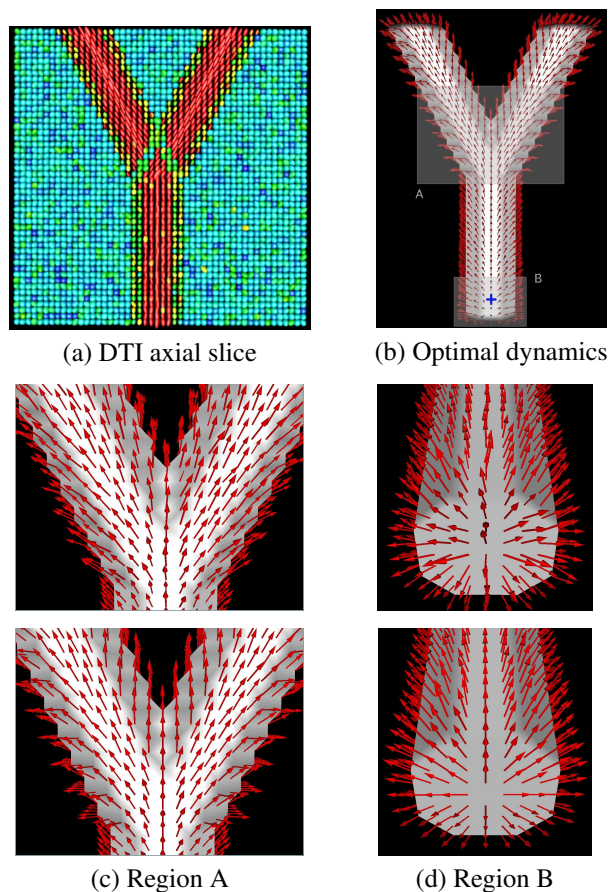 A
B
(a) DTI axial slice
(b) Optimal dynamics
(c) Region A
(d) Region B